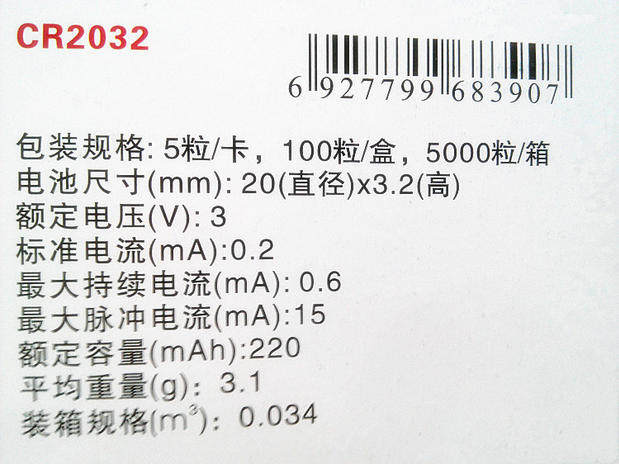 CR2032
6 927799 683907
包装规格: 5粒/卡, 100粒/盒, 5000粒/箱
电池尺寸(mm): 20(直径)x3.2(高)
额定电压(V): 3
标准电流(mA):0.2
最大持续电流(mA): 0.6
最大脉冲电流(mA):15
额定容量(mAh):220
平均重量(g): 3.1
装箱规格(m³): 0.034